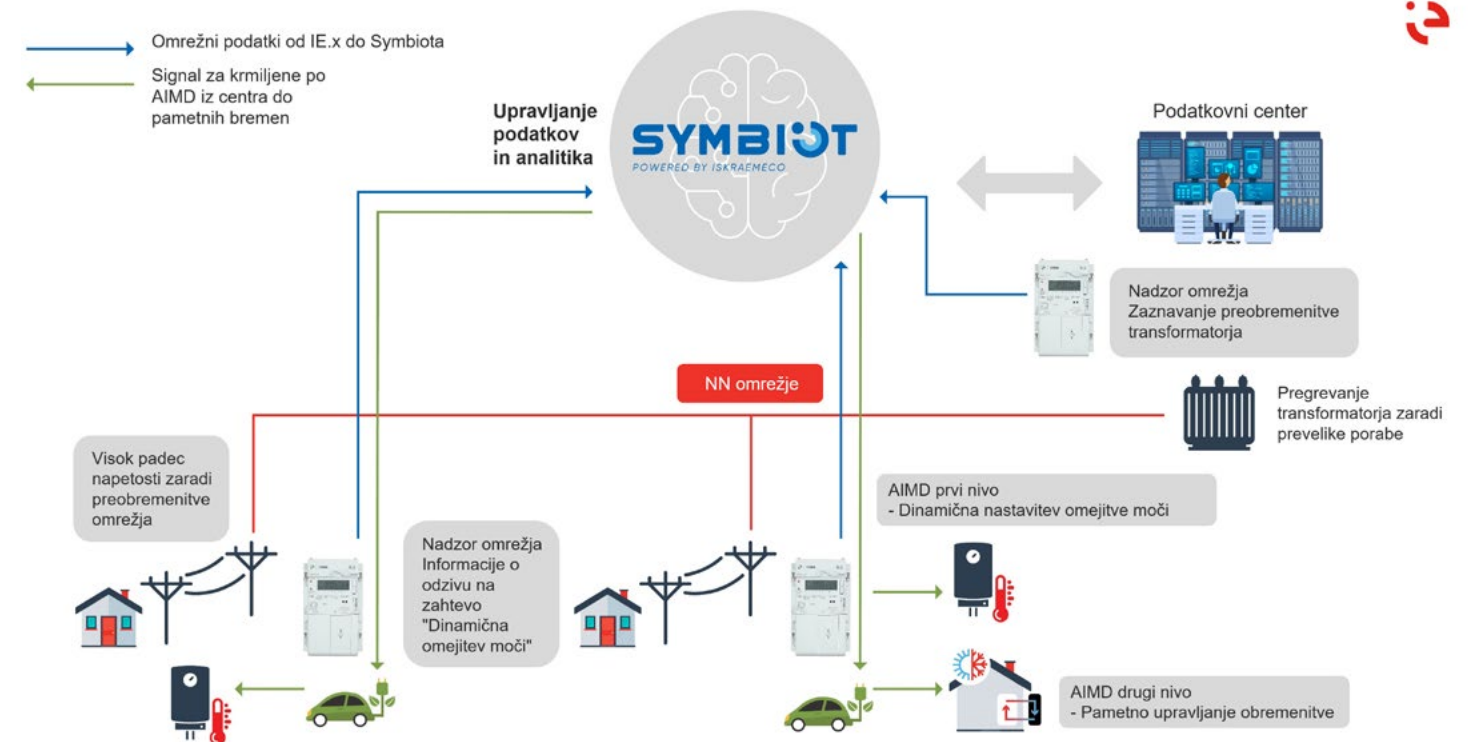 Omrežni podatki od IE.x do Symbiota
Signal za krmiljene po
AIMD iz centra do
pametnih bremen
Upravljanje
podatkov
in analitika
SYMBIOT
POWERED BY ISKRAEMECO
Podatkovni center
Nadzor omrežja
Zaznavanje preobremenitve
transformatorja
NN omrežje
Pregrevanje
transformatorja zaradi
prevelike porabe
Visok padec
napetosti zaradi
preobremenitve
omrežja
Nadzor omrežja
Informacije o
odzivu na
zahtevo
"Dinamična
omejitev moči"
AIMD prvi nivo
- Dinamična nastavitev omejitve moči
AIMD drugi nivo
- Pametno upravljanje obremenitve